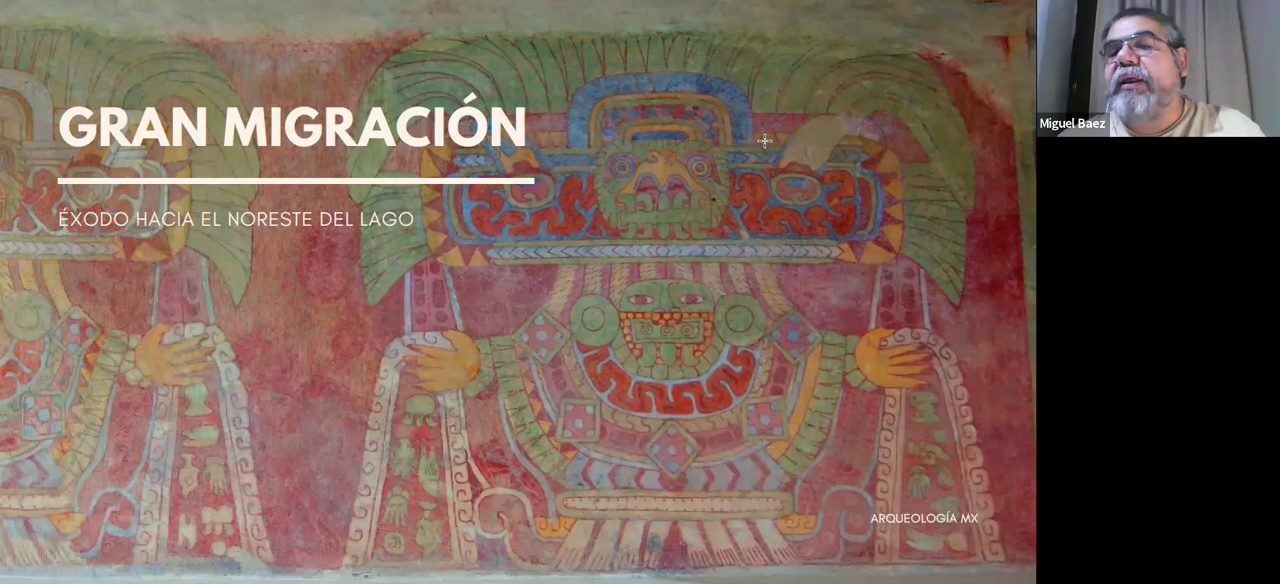 GRAN MIGRACIÓN
ÉXODO HACIA EL NORESTE DEL LAGO
ARQUEOLOGÍA MX
Miguel Baez